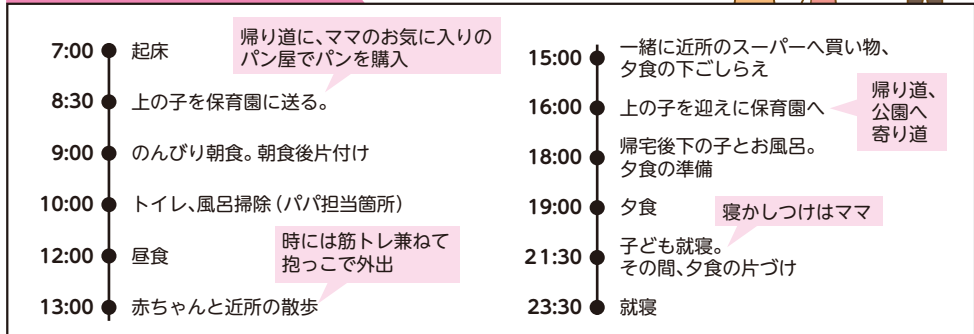 7:00 起床
帰り道に、ママのお気に入りの
パン屋でパンを購入
8:30 上の子を保育園に送る。
9:00 のんびり朝食。朝食後片付け
10:00 トイレ、風呂掃除（パパ担当箇所）
12:00 昼食
時には筋トレ兼ねて
抱っこで外出
13:00 赤ちゃんと近所の散歩
15:00 一緒に近所のスーパーへ買い物、
夕食の下ごしらえ
16:00 上の子を迎えに保育園へ
帰り道、
公園へ
寄り道
18:00 帰宅後下の子とお風呂。
夕食の準備
19:00 夕食
寝かしつけはママ
21:30 子ども就寝。
その間、夕食の片づけ
23:30 就寝